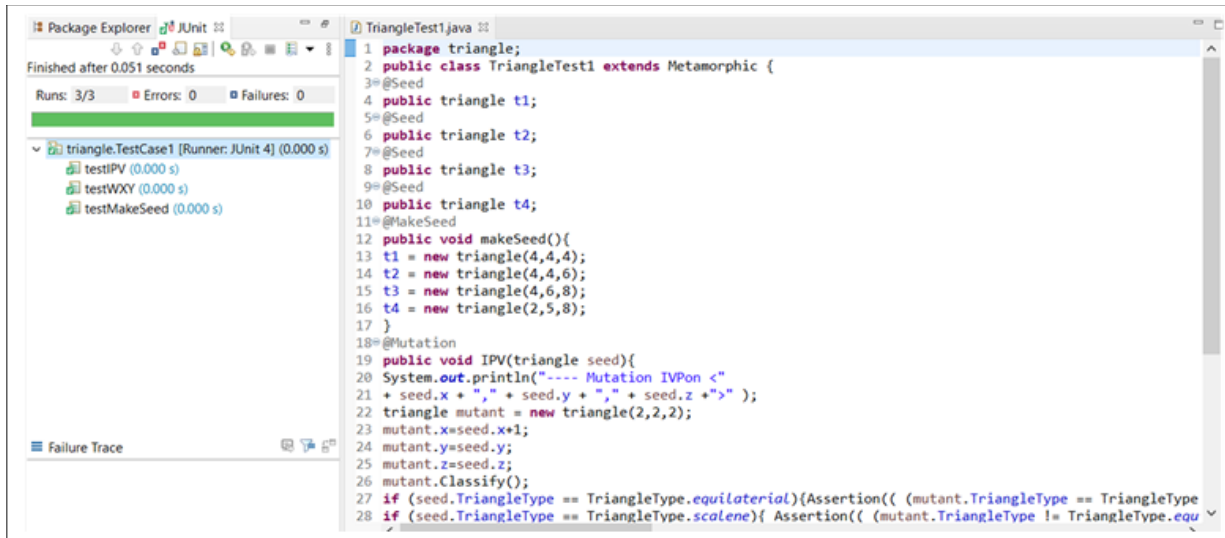 Package Explorer JUnit
Finished after 0.051 seconds
Runs: 3/3 Errors: 0 Failures: 0
triangle.TestCase1 [Runner: JUnit 4] (0.000 s)
testIPV (0.000 s)
testWXY (0.000 s)
testMakeSeed (0.000 s)
Failure Trace
TriangleTest1.java
1 package triangle;
2 public class TriangleTest1 extends Metamorphic {
3 @Seed
4 public triangle t1;
5 @Seed
6 public triangle t2;
7 @Seed
8 public triangle t3;
9 @Seed
10 public triangle t4;
11 @MakeSeed
12 public void makeSeed(){
13 t1 = new triangle(4,4,4);
14 t2 = new triangle(4,4,6);
15 t3 = new triangle(4,6,8);
16 t4 = new triangle(2,5,8);
17 }
18 @Mutation
19 public void IPV(triangle seed){
20 System.out.println("---- Mutation IVPon <"
21 + seed.x + "," + seed.y + "," + seed.z +">" );
22 triangle mutant = new triangle(2,2,2);
23 mutant.x=seed.x+1;
24 mutant.y=seed.y;
25 mutant.z=seed.z;
26 mutant.Classify();
27 if (seed.TriangleType == TriangleType.equilaterial){Assertion(( (mutant.TriangleType == TriangleType
28 if (seed.TriangleType == TriangleType.scalene){ Assertion(( (mutant.TriangleType != TriangleType.equ